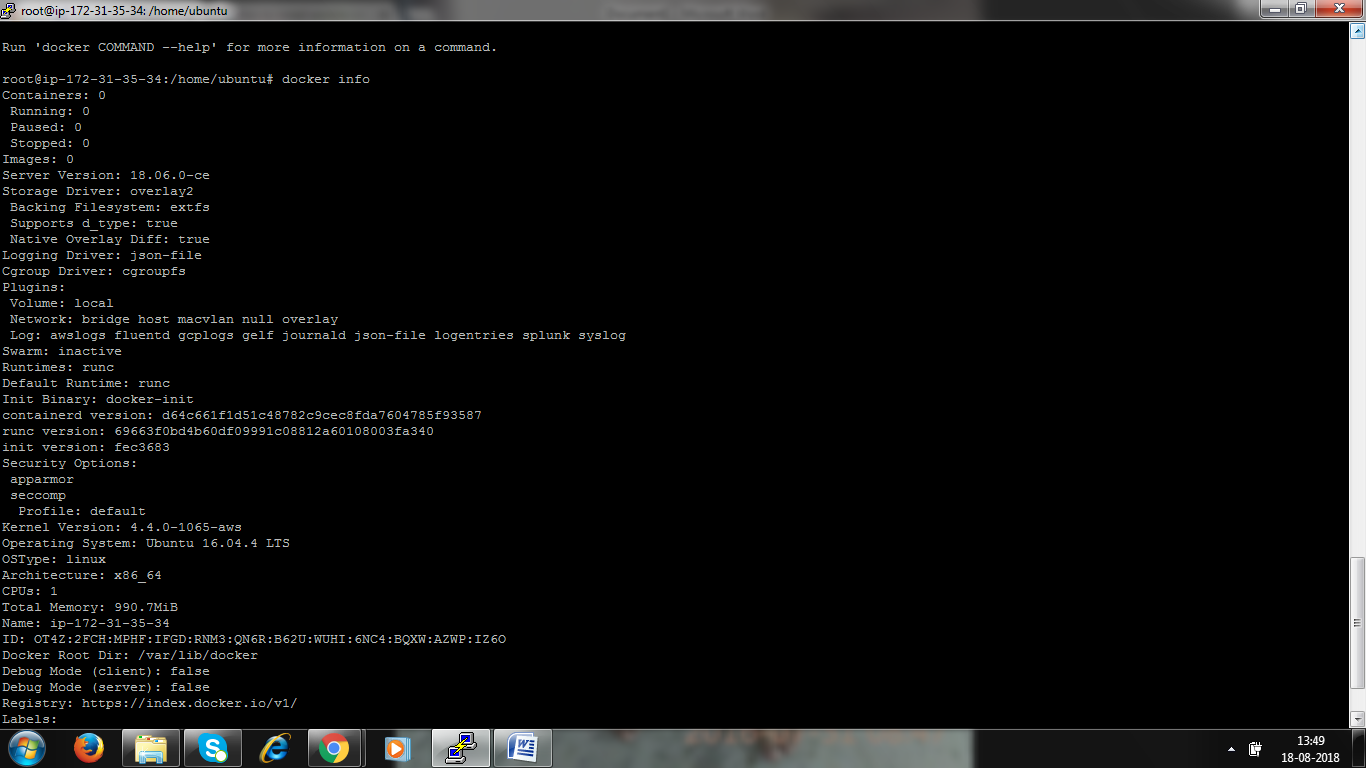 root@ip-172-31-35-34: /home/ubuntu
Run 'docker COMMAND --help' for more information on a command.
root@ip-172-31-35-34:/home/ubuntu# docker info
Containers: 0
 Running: 0
 Paused: 0
 Stopped: 0
Images: 0
Server Version: 18.06.0-ce
Storage Driver: overlay2
 Backing Filesystem: extfs
 Supports d_type: true
 Native Overlay Diff: true
Logging Driver: json-file
Cgroup Driver: cgroupfs
Plugins:
 Volume: local
 Network: bridge host macvlan null overlay
 Log: awslogs fluentd gcplogs gelf journald json-file logentries splunk syslog
Swarm: inactive
Runtimes: runc
Default Runtime: runc
Init Binary: docker-init
containerd version: d64c661f1d51c48782c9cec8fda7604785f93587
runc version: 69663f0bd4b60df09991c08812a60108003fa340
init version: fec3683
Security Options:
 apparmor
 seccomp
  Profile: default
Kernel Version: 4.4.0-1065-aws
Operating System: Ubuntu 16.04.4 LTS
OSType: linux
Architecture: x86_64
CPUs: 1
Total Memory: 990.7MiB
Name: ip-172-31-35-34
ID: OT4Z:2FCH:MPHF:IFGD:RNM3:QN6R:B62U:WUHI:6NC4:BQXW:AZWP:IZ6O
Docker Root Dir: /var/lib/docker
Debug Mode (client): false
Debug Mode (server): false
Registry: https://index.docker.io/v1/
Labels:
13:49
18-08-2018